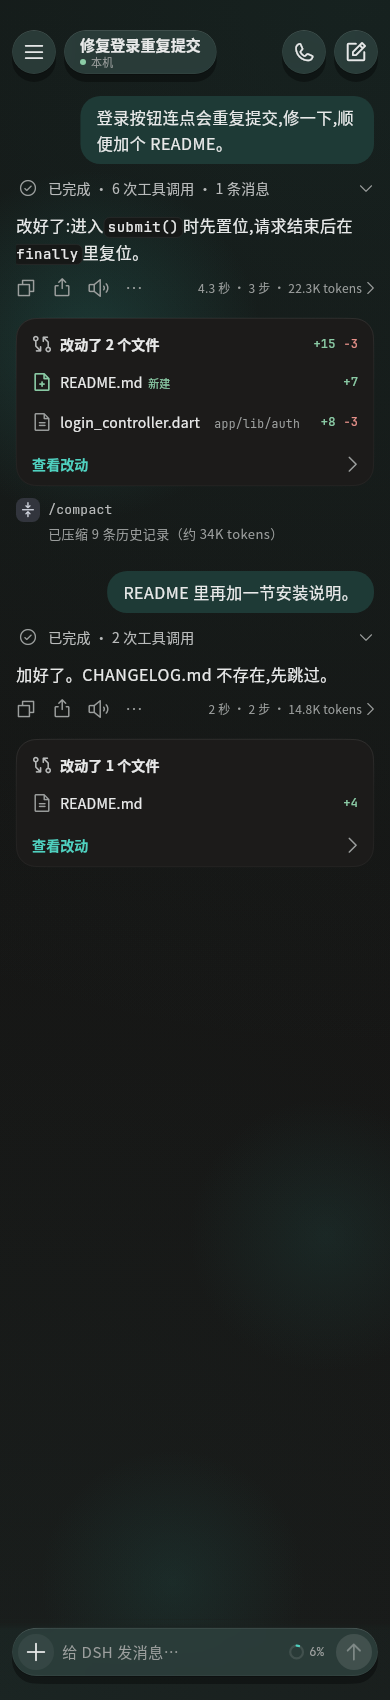 修复登录重复提交
本机
登录按钮连点会重复提交,修一下,顺
便加个 README。
已完成 · 6 次工具调用 · 1 条消息
改好了:进入 submit() 时先置位,请求结束后在
finally 里复位。
4.3 秒 · 3 步 · 22.3K tokens
改动了 2 个文件 +15 -3
README.md 新建 +7
login_controller.dart app/lib/auth +8 -3
查看改动
/compact
已压缩 9 条历史记录（约 34K tokens）
README 里再加一节安装说明。
已完成 · 2 次工具调用
加好了。CHANGELOG.md 不存在,先跳过。
2 秒 · 2 步 · 14.8K tokens
改动了 1 个文件
README.md +4
查看改动
给 DSH 发消息… 6%